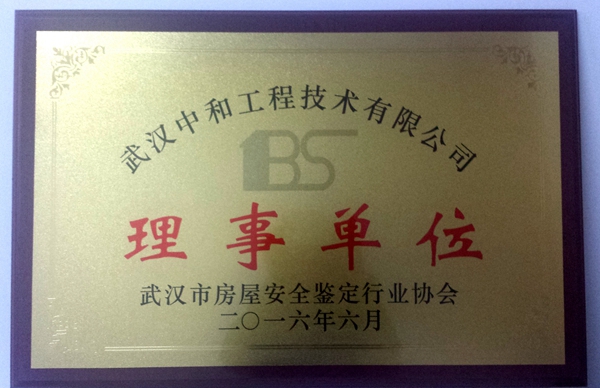 武汉中和工程技术有限公司
BS
理事单位
武汉市房屋安全鉴定行业协会
二〇一六年六月